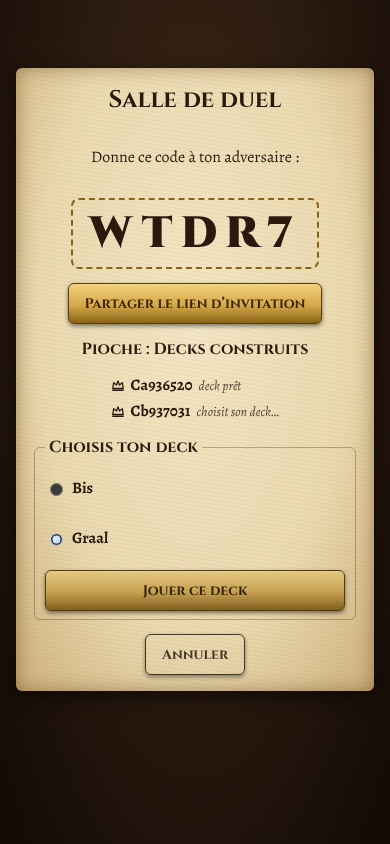 Salle de duel
Donne ce code à ton adversaire :
WTDR7
Partager le lien d'invitation
Pioche : Decks construits
Ca936520 deck prêt
Cb937031 choisit son deck…
Choisis ton deck
Bis
Graal
Jouer ce deck
Annuler